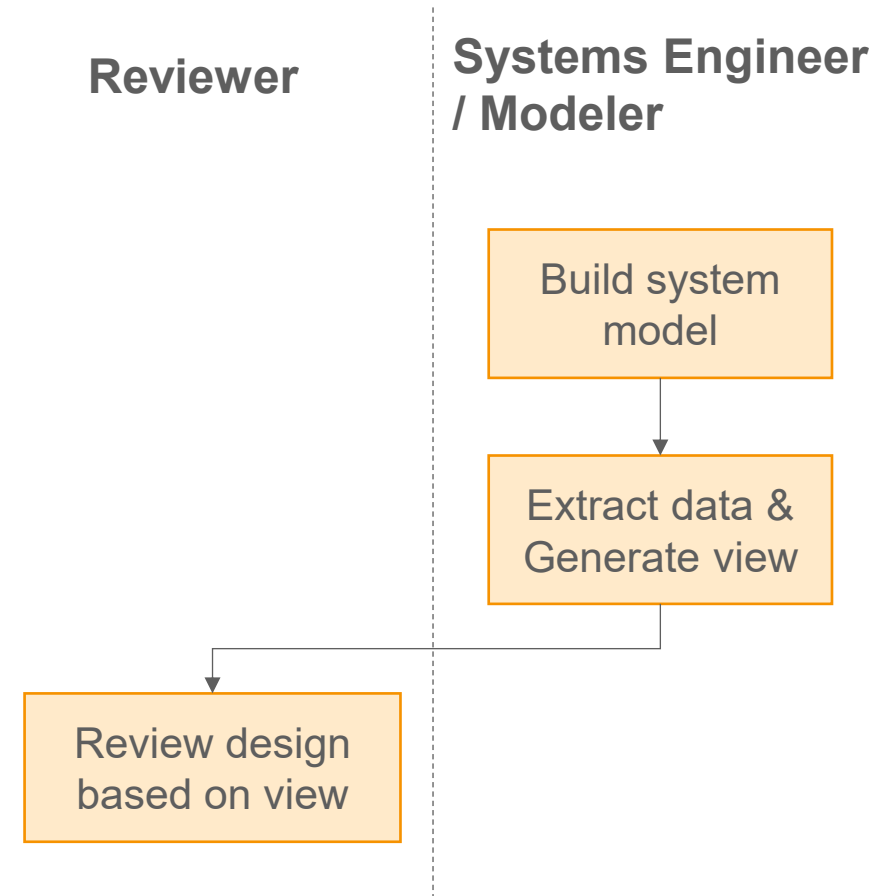 Reviewer
Systems Engineer
/ Modeler
Build system
model
Extract data &
Generate view
Review design
based on view